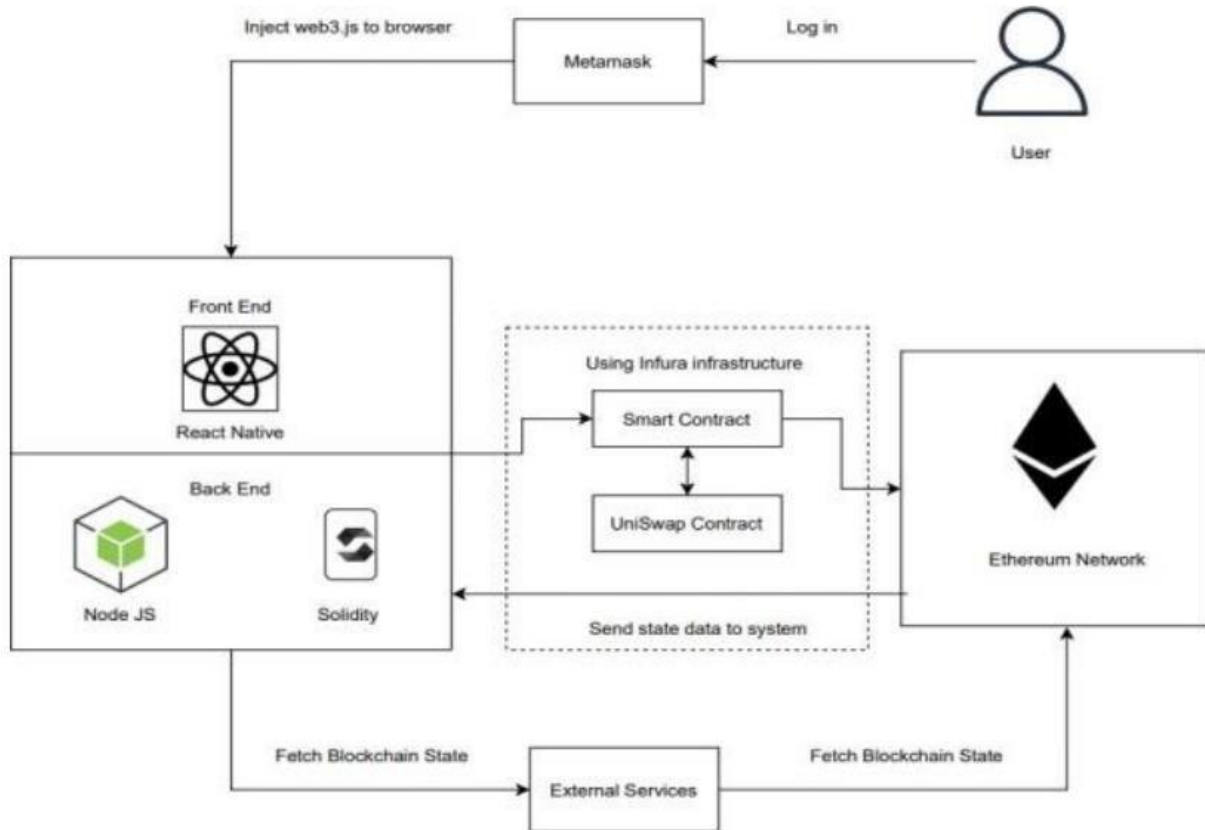 Inject web3.js to browser
Log in
Metamask
User
Front End
React Native
Using Infura infrastructure
Smart Contract
Back End
UniSwap Contract
Ethereum Network
Node JS
Solidity
Send state data to system
Fetch Blockchain State
Fetch Blockchain State
External Services